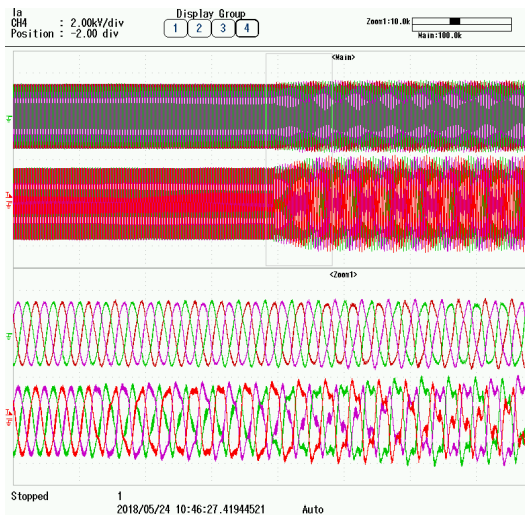 Ia
CH4 : 2.00kV/div
Position : -2.00 div
Display Group
1 2 3 4
Zoom1:10.0k
Main:100.0k
<Main>
<Zoom1>
Stopped 1
2018/05/24 10:46:27.41944521 Auto